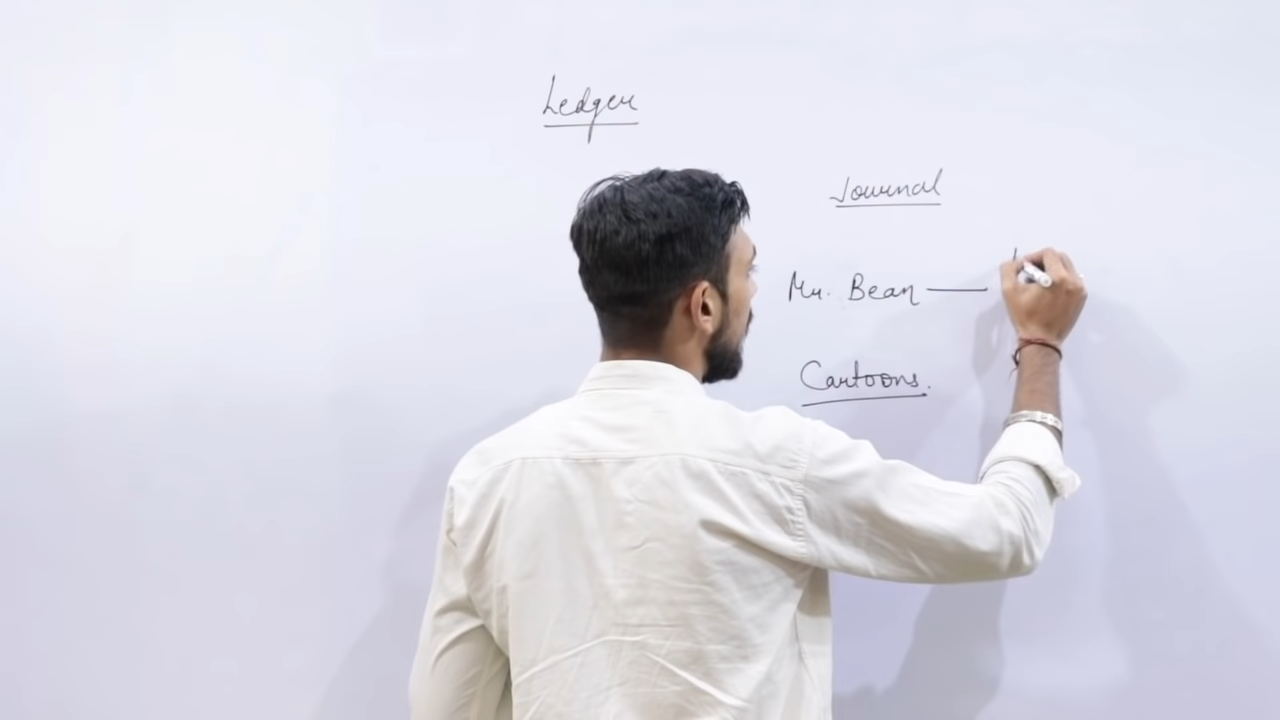 Ledger
Journal
Mr. Bean —
Cartoons.